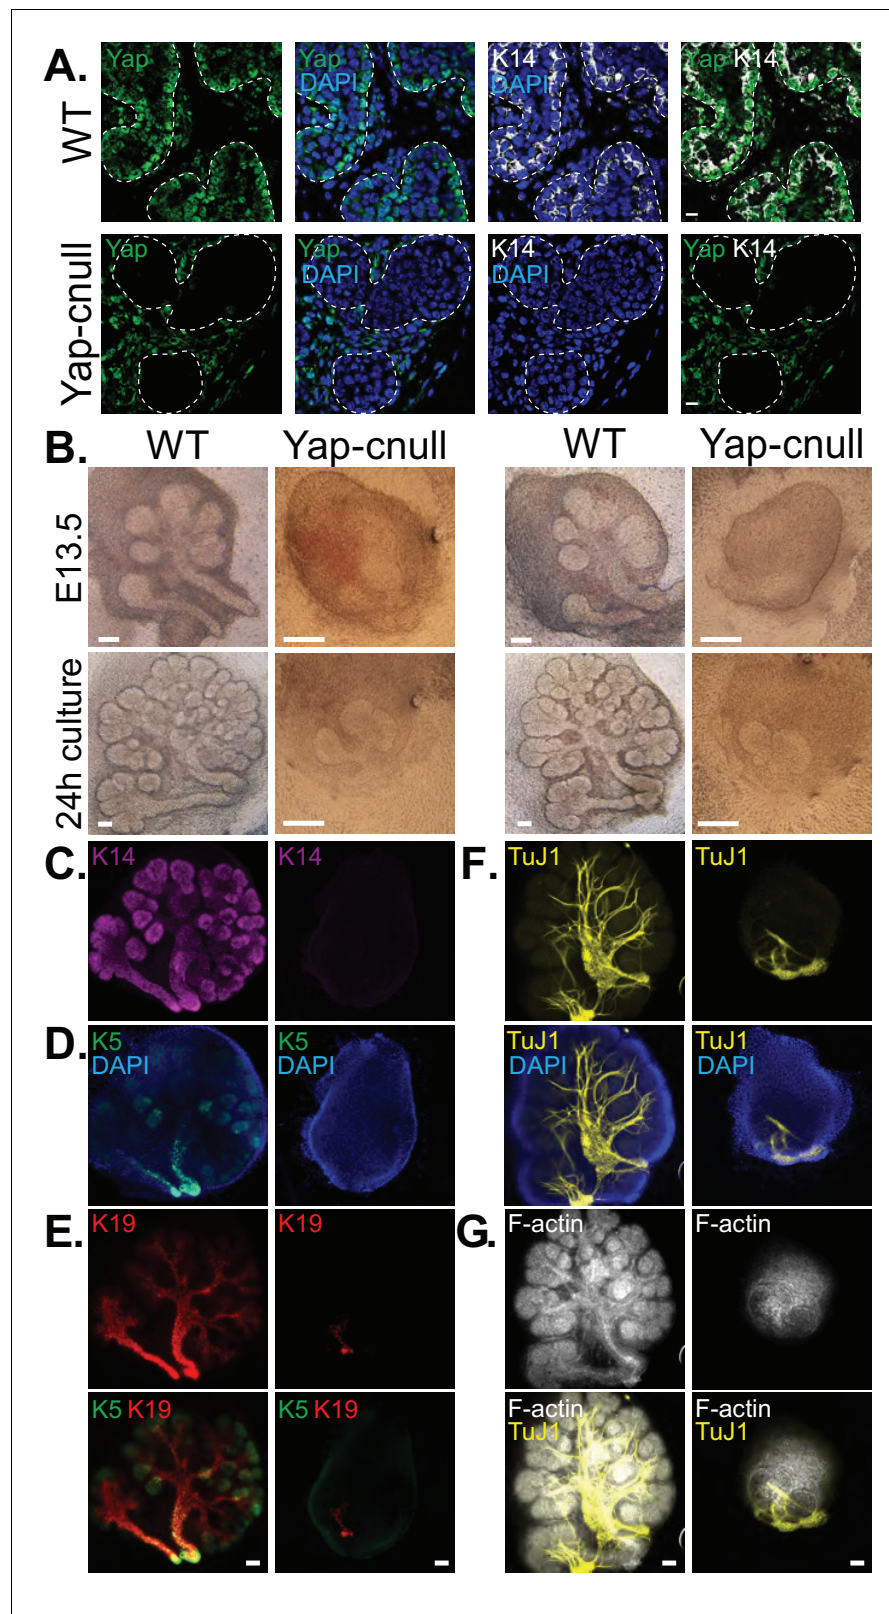 A.
WT
Yap
Yap
DAPI
K14
DAPI
Yap K14
Yap-cnull
Yap
Yap
DAPI
K14
DAPI
Yap K14
B.
WT
Yap-cnull
WT
Yap-cnull
E13.5
24h culture
C.
K14
K14
D.
K5
DAPI
K5
DAPI
E.
K19
K19
K5 K19
K5 K19
F.
TuJ1
TuJ1
TuJ1
DAPI
TuJ1
DAPI
G.
F-actin
F-actin
F-actin
TuJ1
F-actin
TuJ1